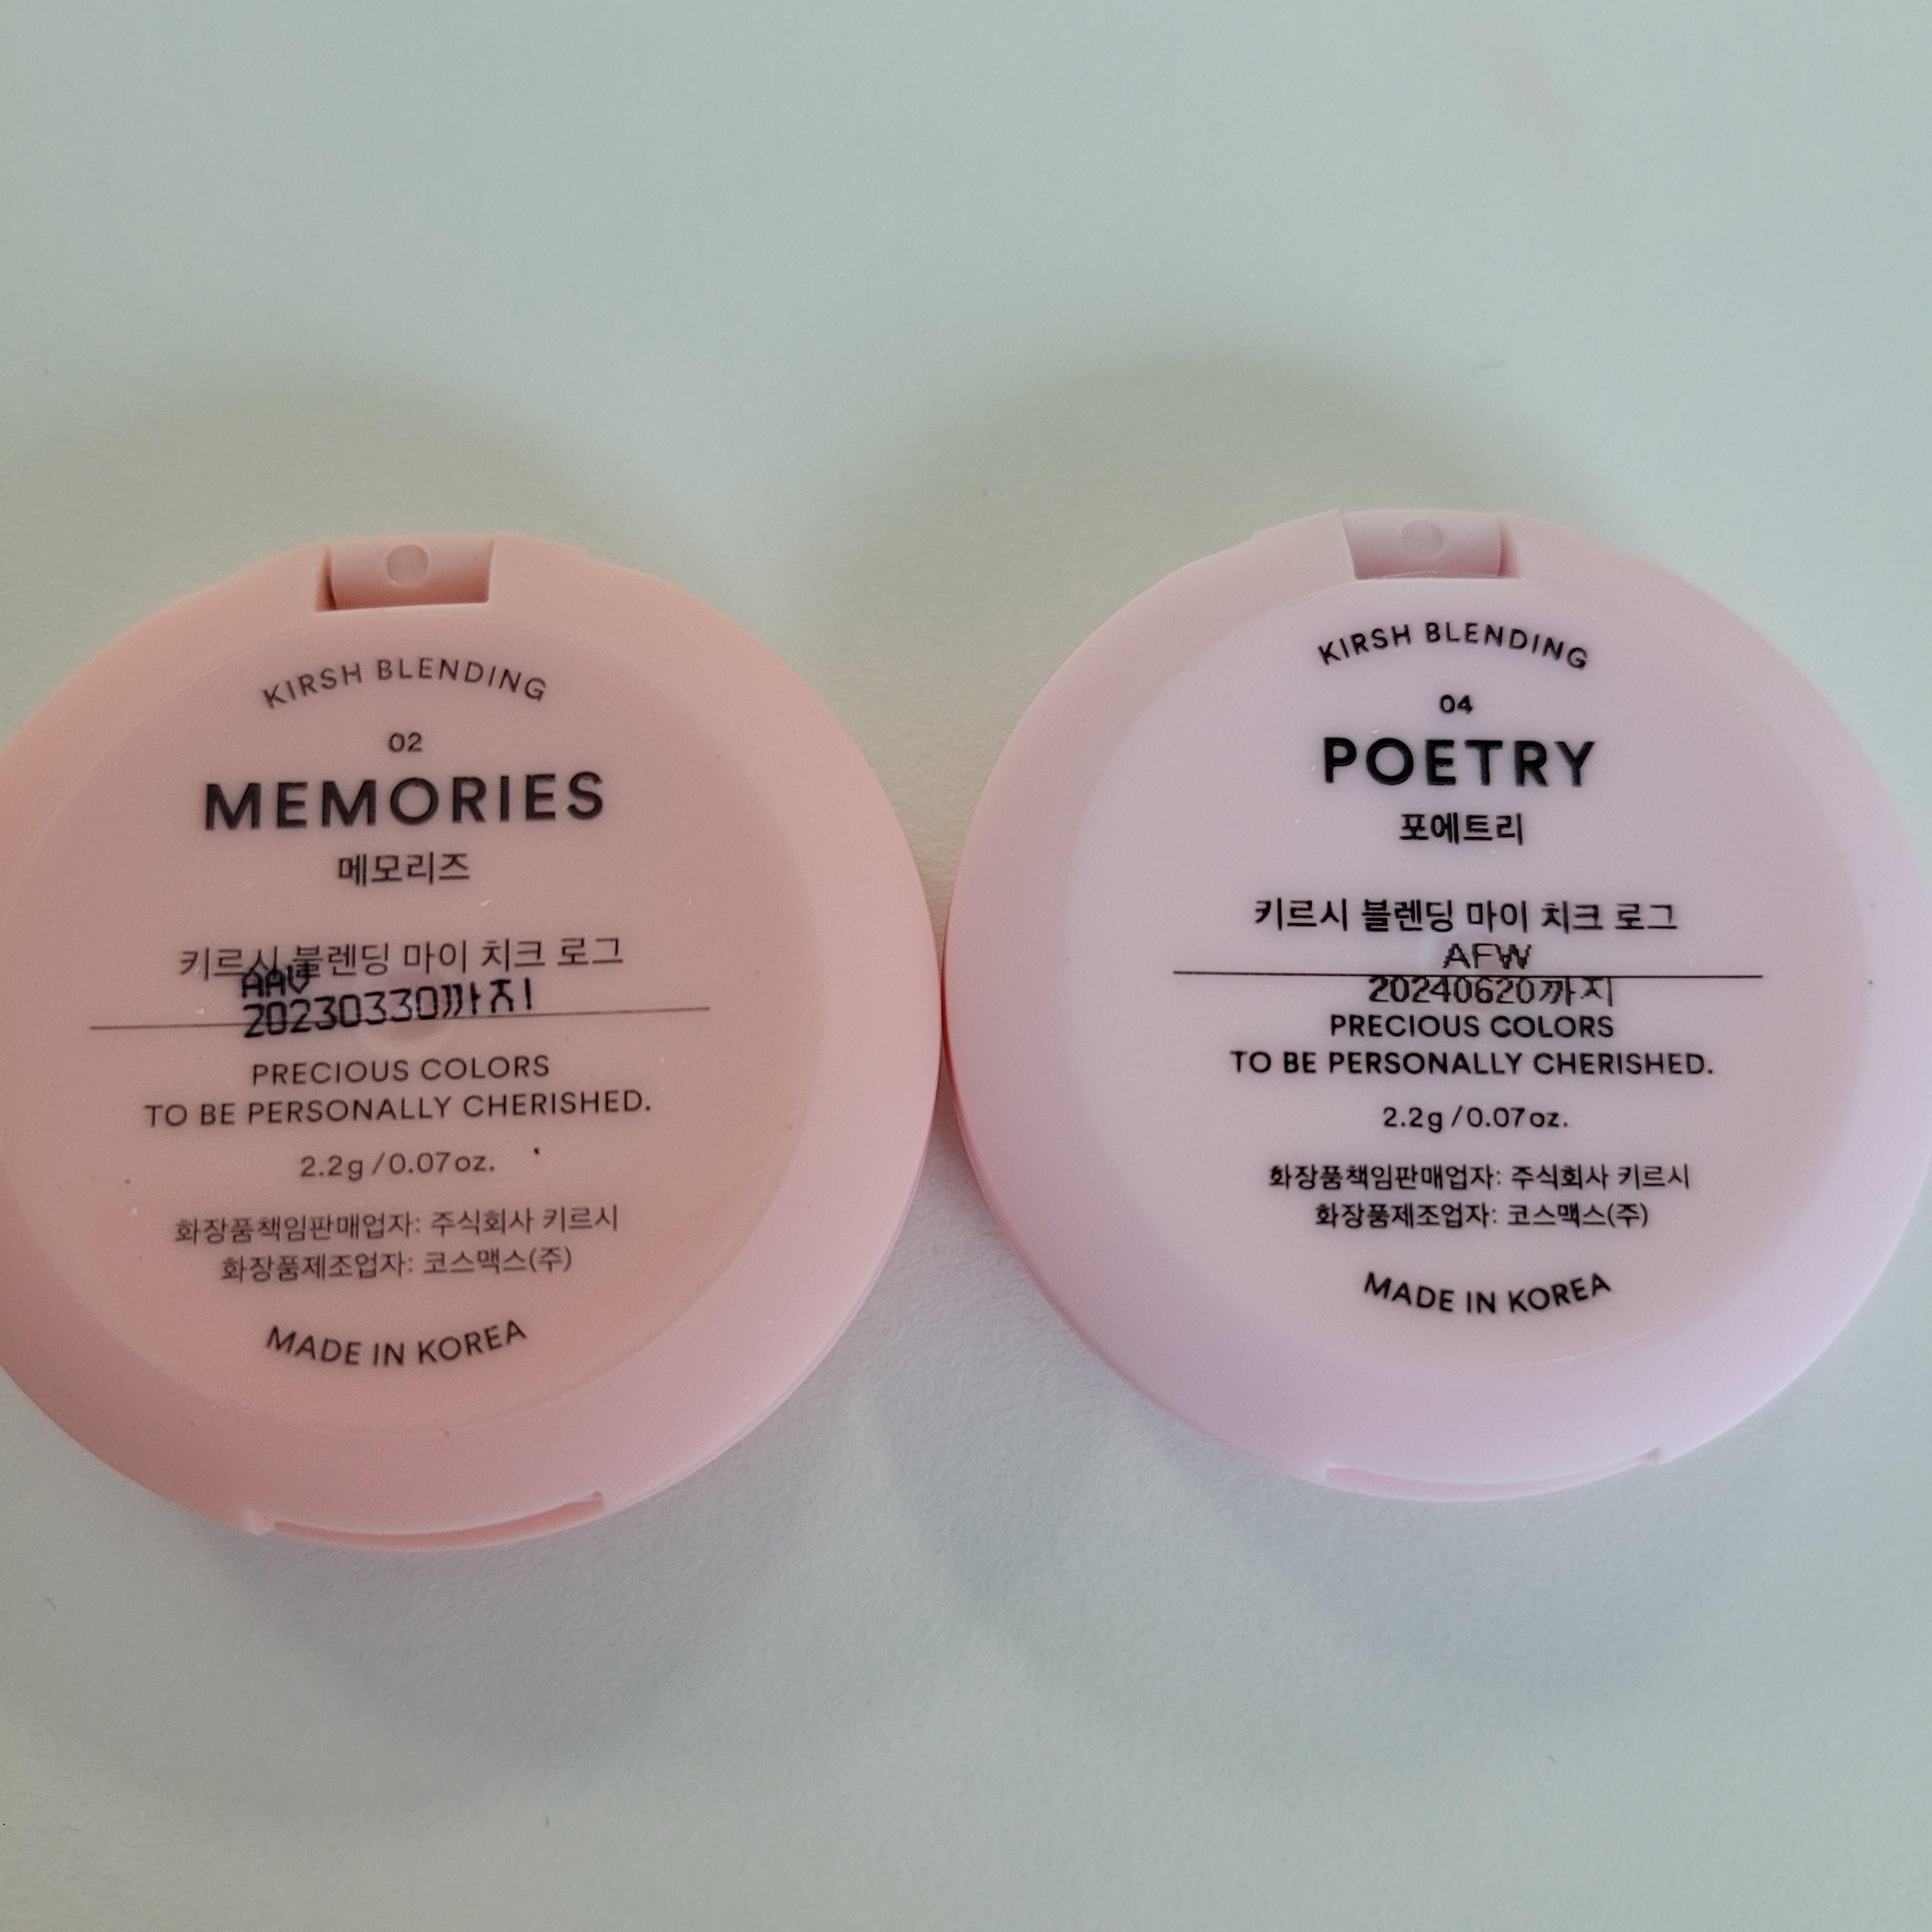 KIRSH BLENDING
02
MEMORIES
메모리즈
키르시 블렌딩 마이 치크 로그
AAV
20230330까지
PRECIOUS COLORS
TO BE PERSONALLY CHERISHED.
2.2g / 0.07oz.
화장품책임판매업자: 주식회사 키르시
화장품제조업자: 코스맥스(주)
MADE IN KOREA
KIRSH BLENDING
04
POETRY
포에트리
키르시 블렌딩 마이 치크 로그
AFW
20240620까지
PRECIOUS COLORS
TO BE PERSONALLY CHERISHED.
2.2g / 0.07oz.
화장품책임판매업자: 주식회사 키르시
화장품제조업자: 코스맥스(주)
MADE IN KOREA